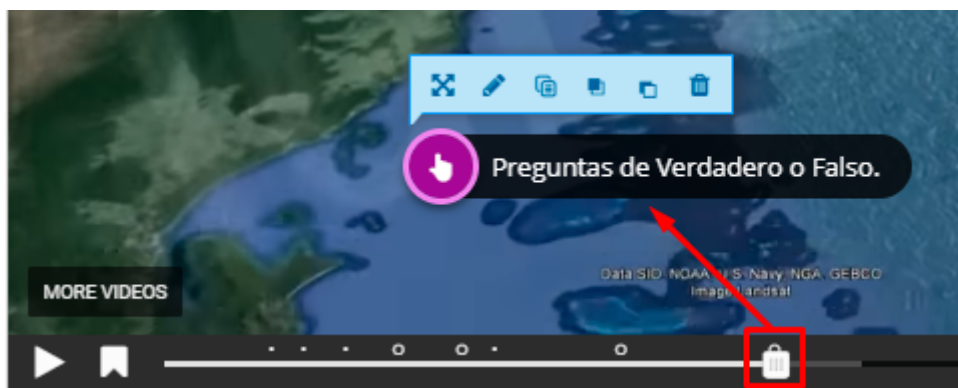 Preguntas de Verdadero o Falso.
Data SIO, NOAA, U.S. Navy, NGA, GEBCO
Image Landsat
MORE VIDEOS